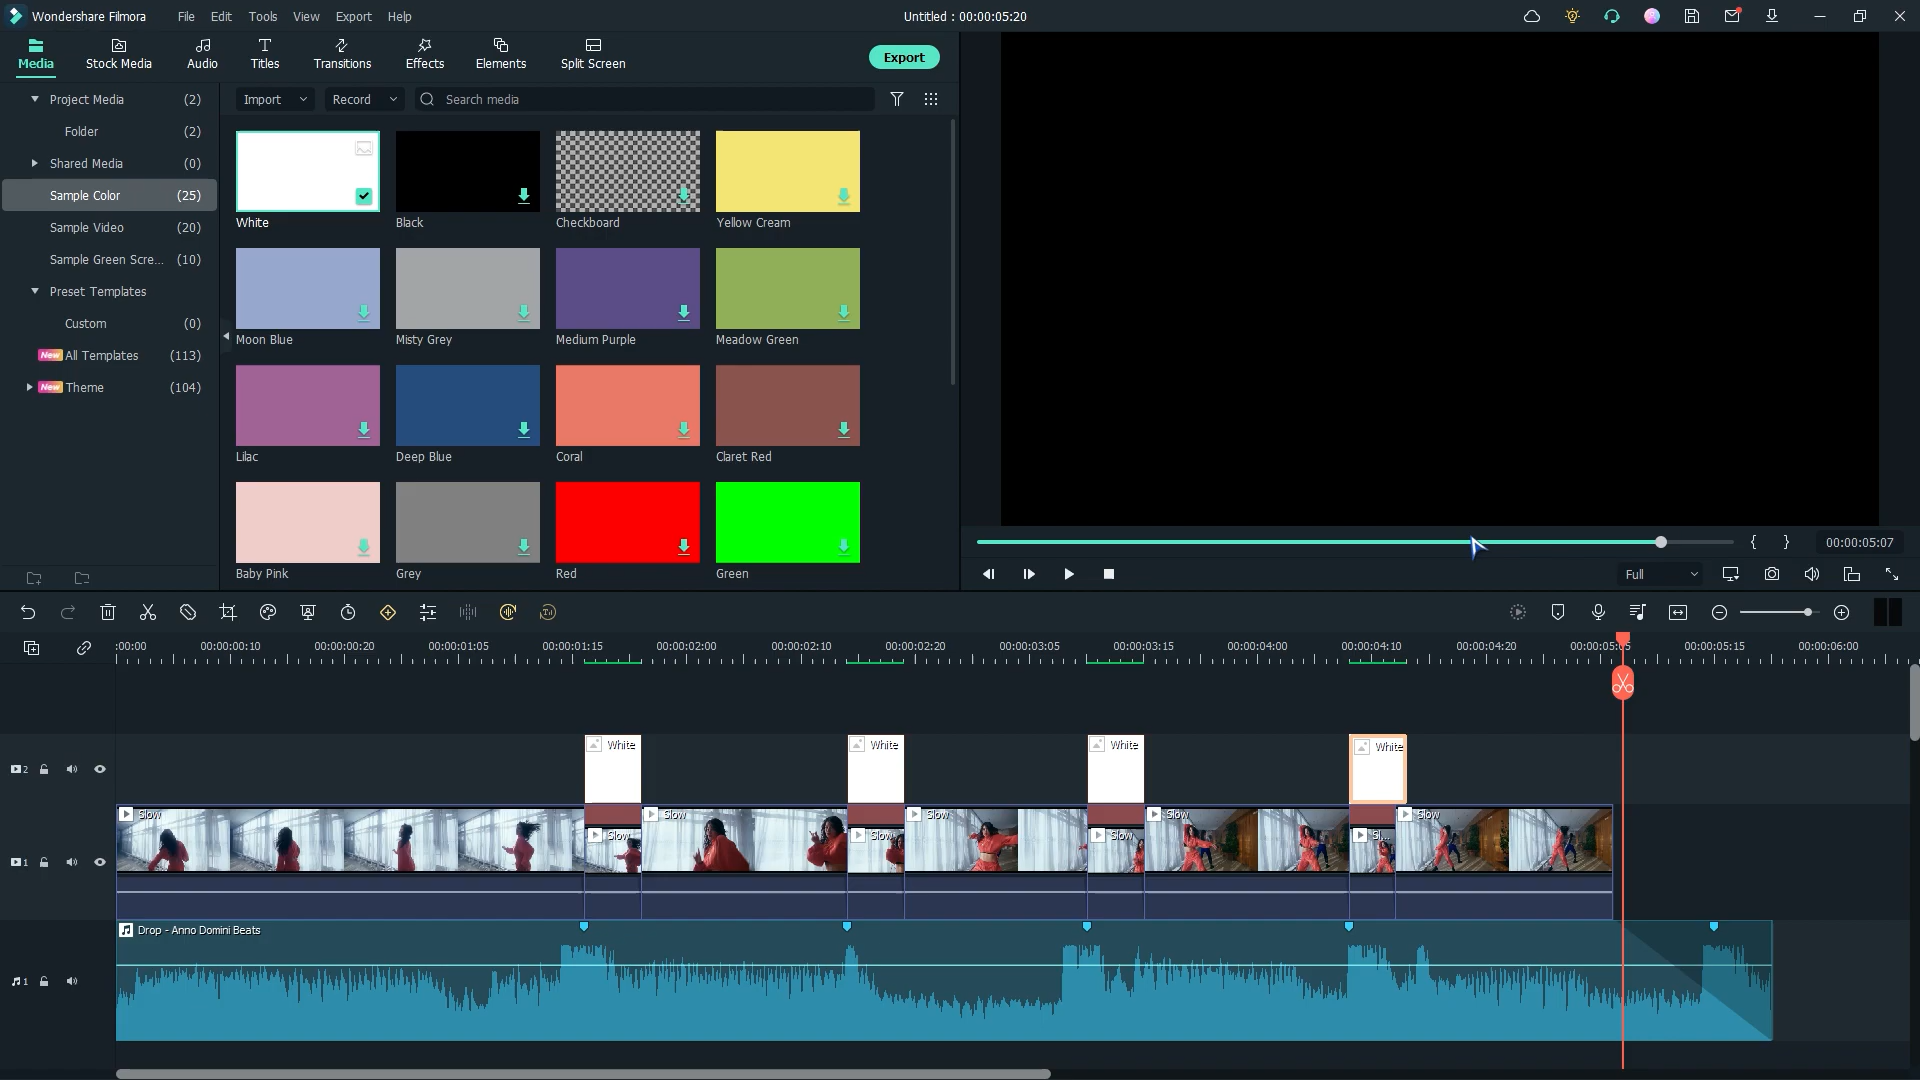 Wondershare Filmora File Edit Tools View Export Help Untitled : 00:00:05:20
Media Stock Media Audio Titles Transitions Effects Elements Split Screen Export
Project Media (2)
Folder (2)
Shared Media (0)
Sample Color (25)
Sample Video (20)
Sample Green Scre... (10)
Preset Templates
Custom (0)
New All Templates (113)
New Theme (104)
Import Record Search media
White Black Checkboard Yellow Cream
Moon Blue Misty Grey Medium Purple Meadow Green
Lilac Deep Blue Coral Claret Red
Baby Pink Grey Red Green
{ } 00:00:05:07
Full
:00:00 00:00:00:10 00:00:00:20 00:00:01:05 00:00:01:15 00:00:02:00 00:00:02:10 00:00:02:20 00:00:03:05 00:00:03:15 00:00:04:00 00:00:04:10 00:00:04:20 00:00:05:05 00:00:05:15 00:00:06:00
2 White White White White
Slow Slow Slow Slow Slow
Slow Slow Slow Sl...
1
Drop - Anno Domini Beats
1